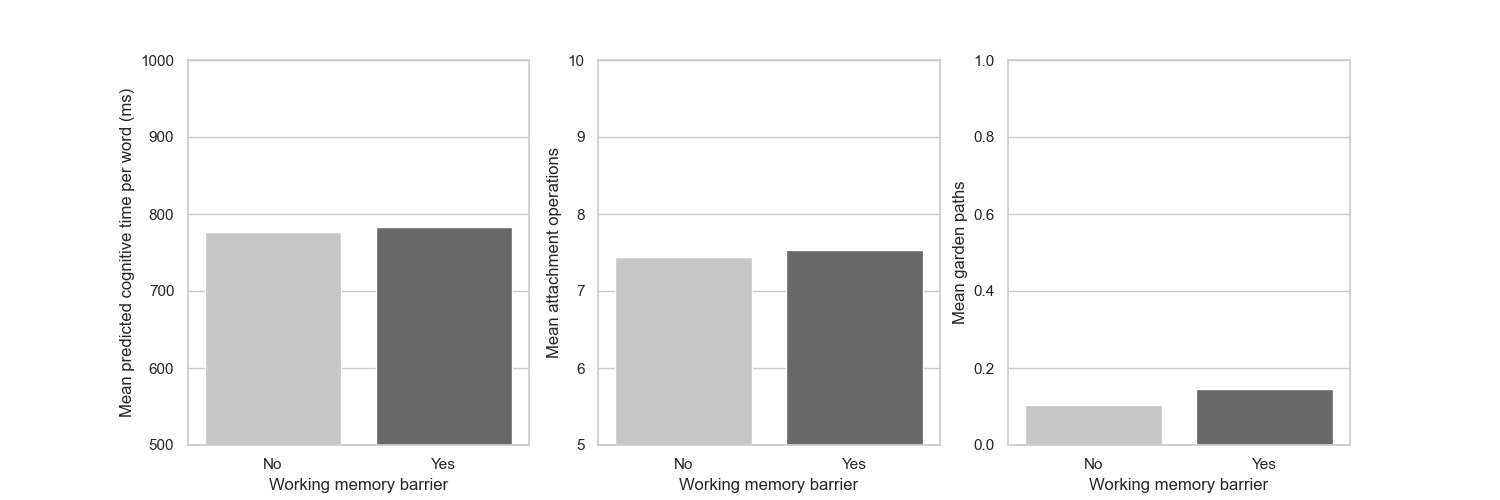 Mean predicted cognitive time per word (ms)
1000
900
800
700
600
500
No
Yes
Working memory barrier
Mean attachment operations
10
9
8
7
6
5
No
Yes
Working memory barrier
Mean garden paths
1.0
0.8
0.6
0.4
0.2
0.0
No
Yes
Working memory barrier